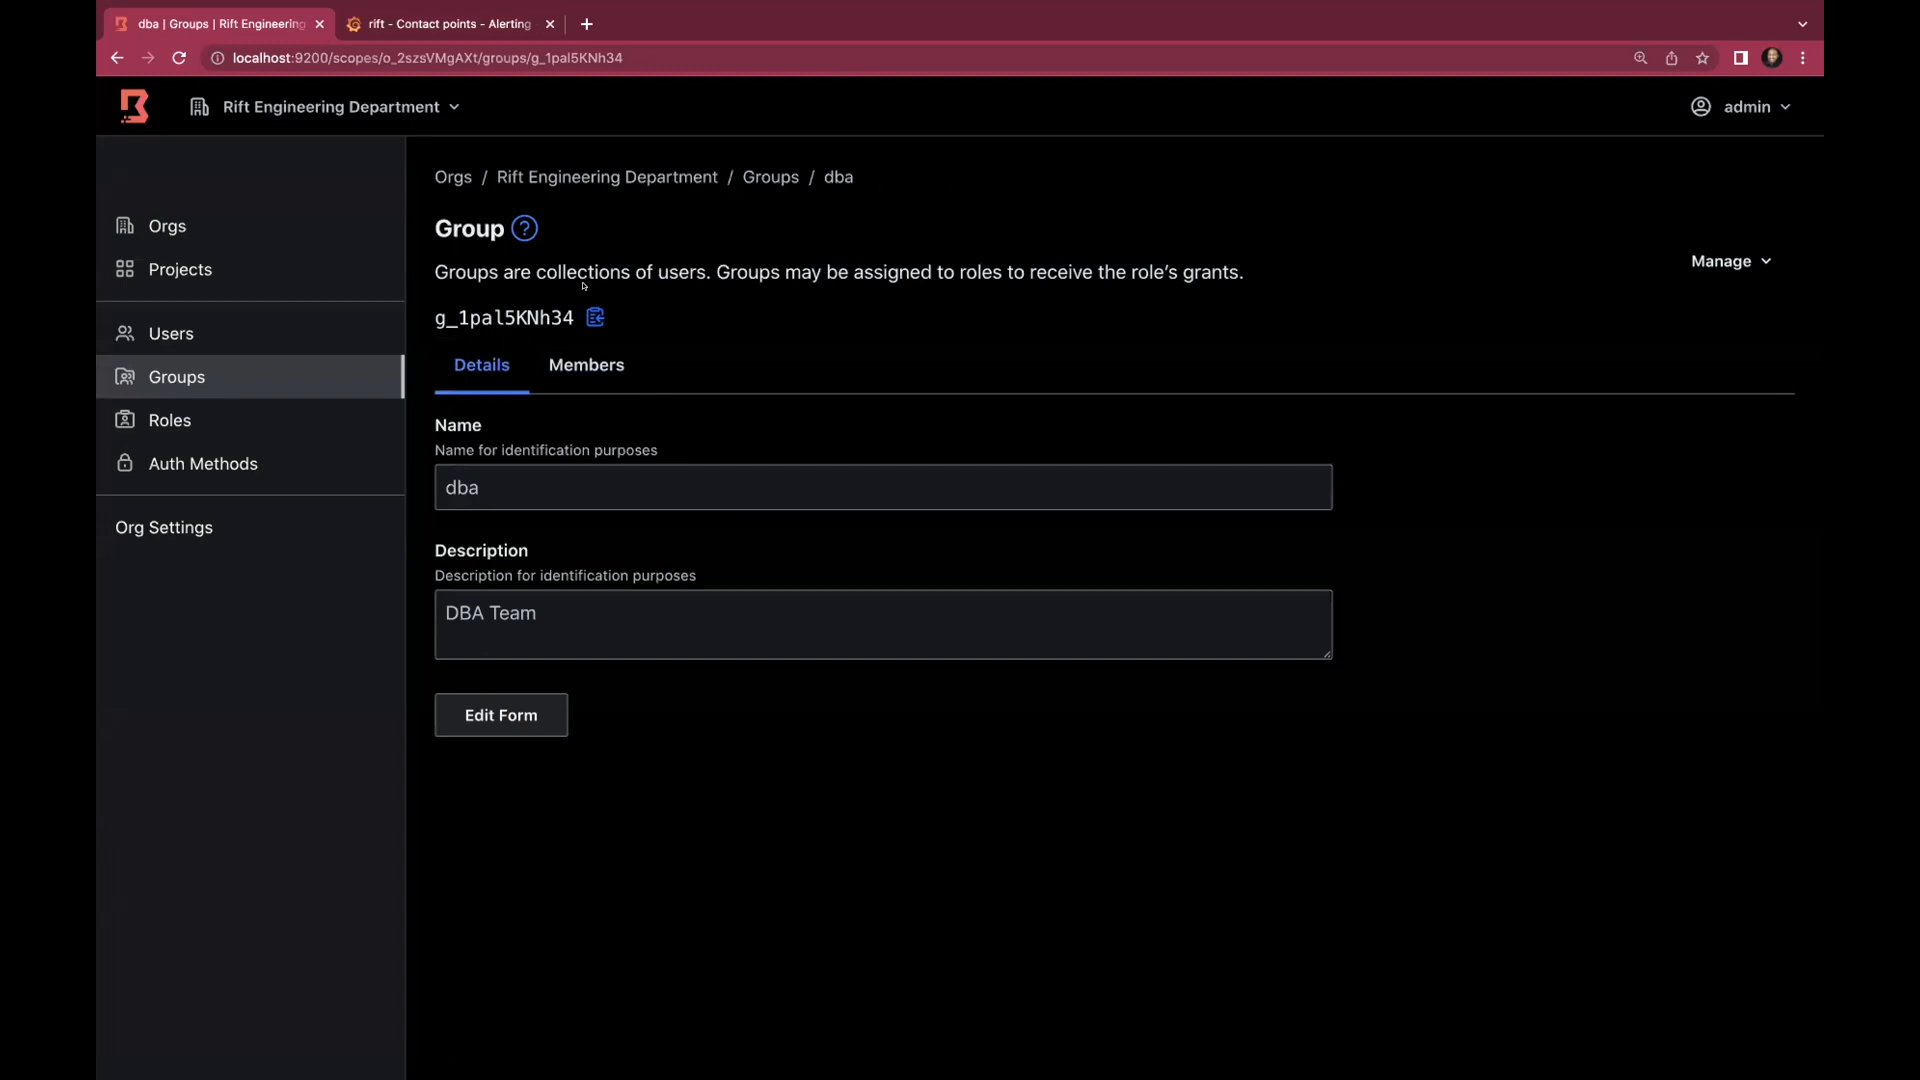 dba | Groups | Rift Engineering
rift - Contact points - Alerting
localhost:9200/scopes/o_2szsVMgAXt/groups/g_1pal5KNh34
Rift Engineering Department
admin
Orgs / Rift Engineering Department / Groups / dba
Orgs
Projects
Users
Groups
Roles
Auth Methods
Org Settings
Group ?
Groups are collections of users. Groups may be assigned to roles to receive the role’s grants.
Manage
g_1pal5KNh34
Details Members
Name
Name for identification purposes
dba
Description
Description for identification purposes
DBA Team
Edit Form